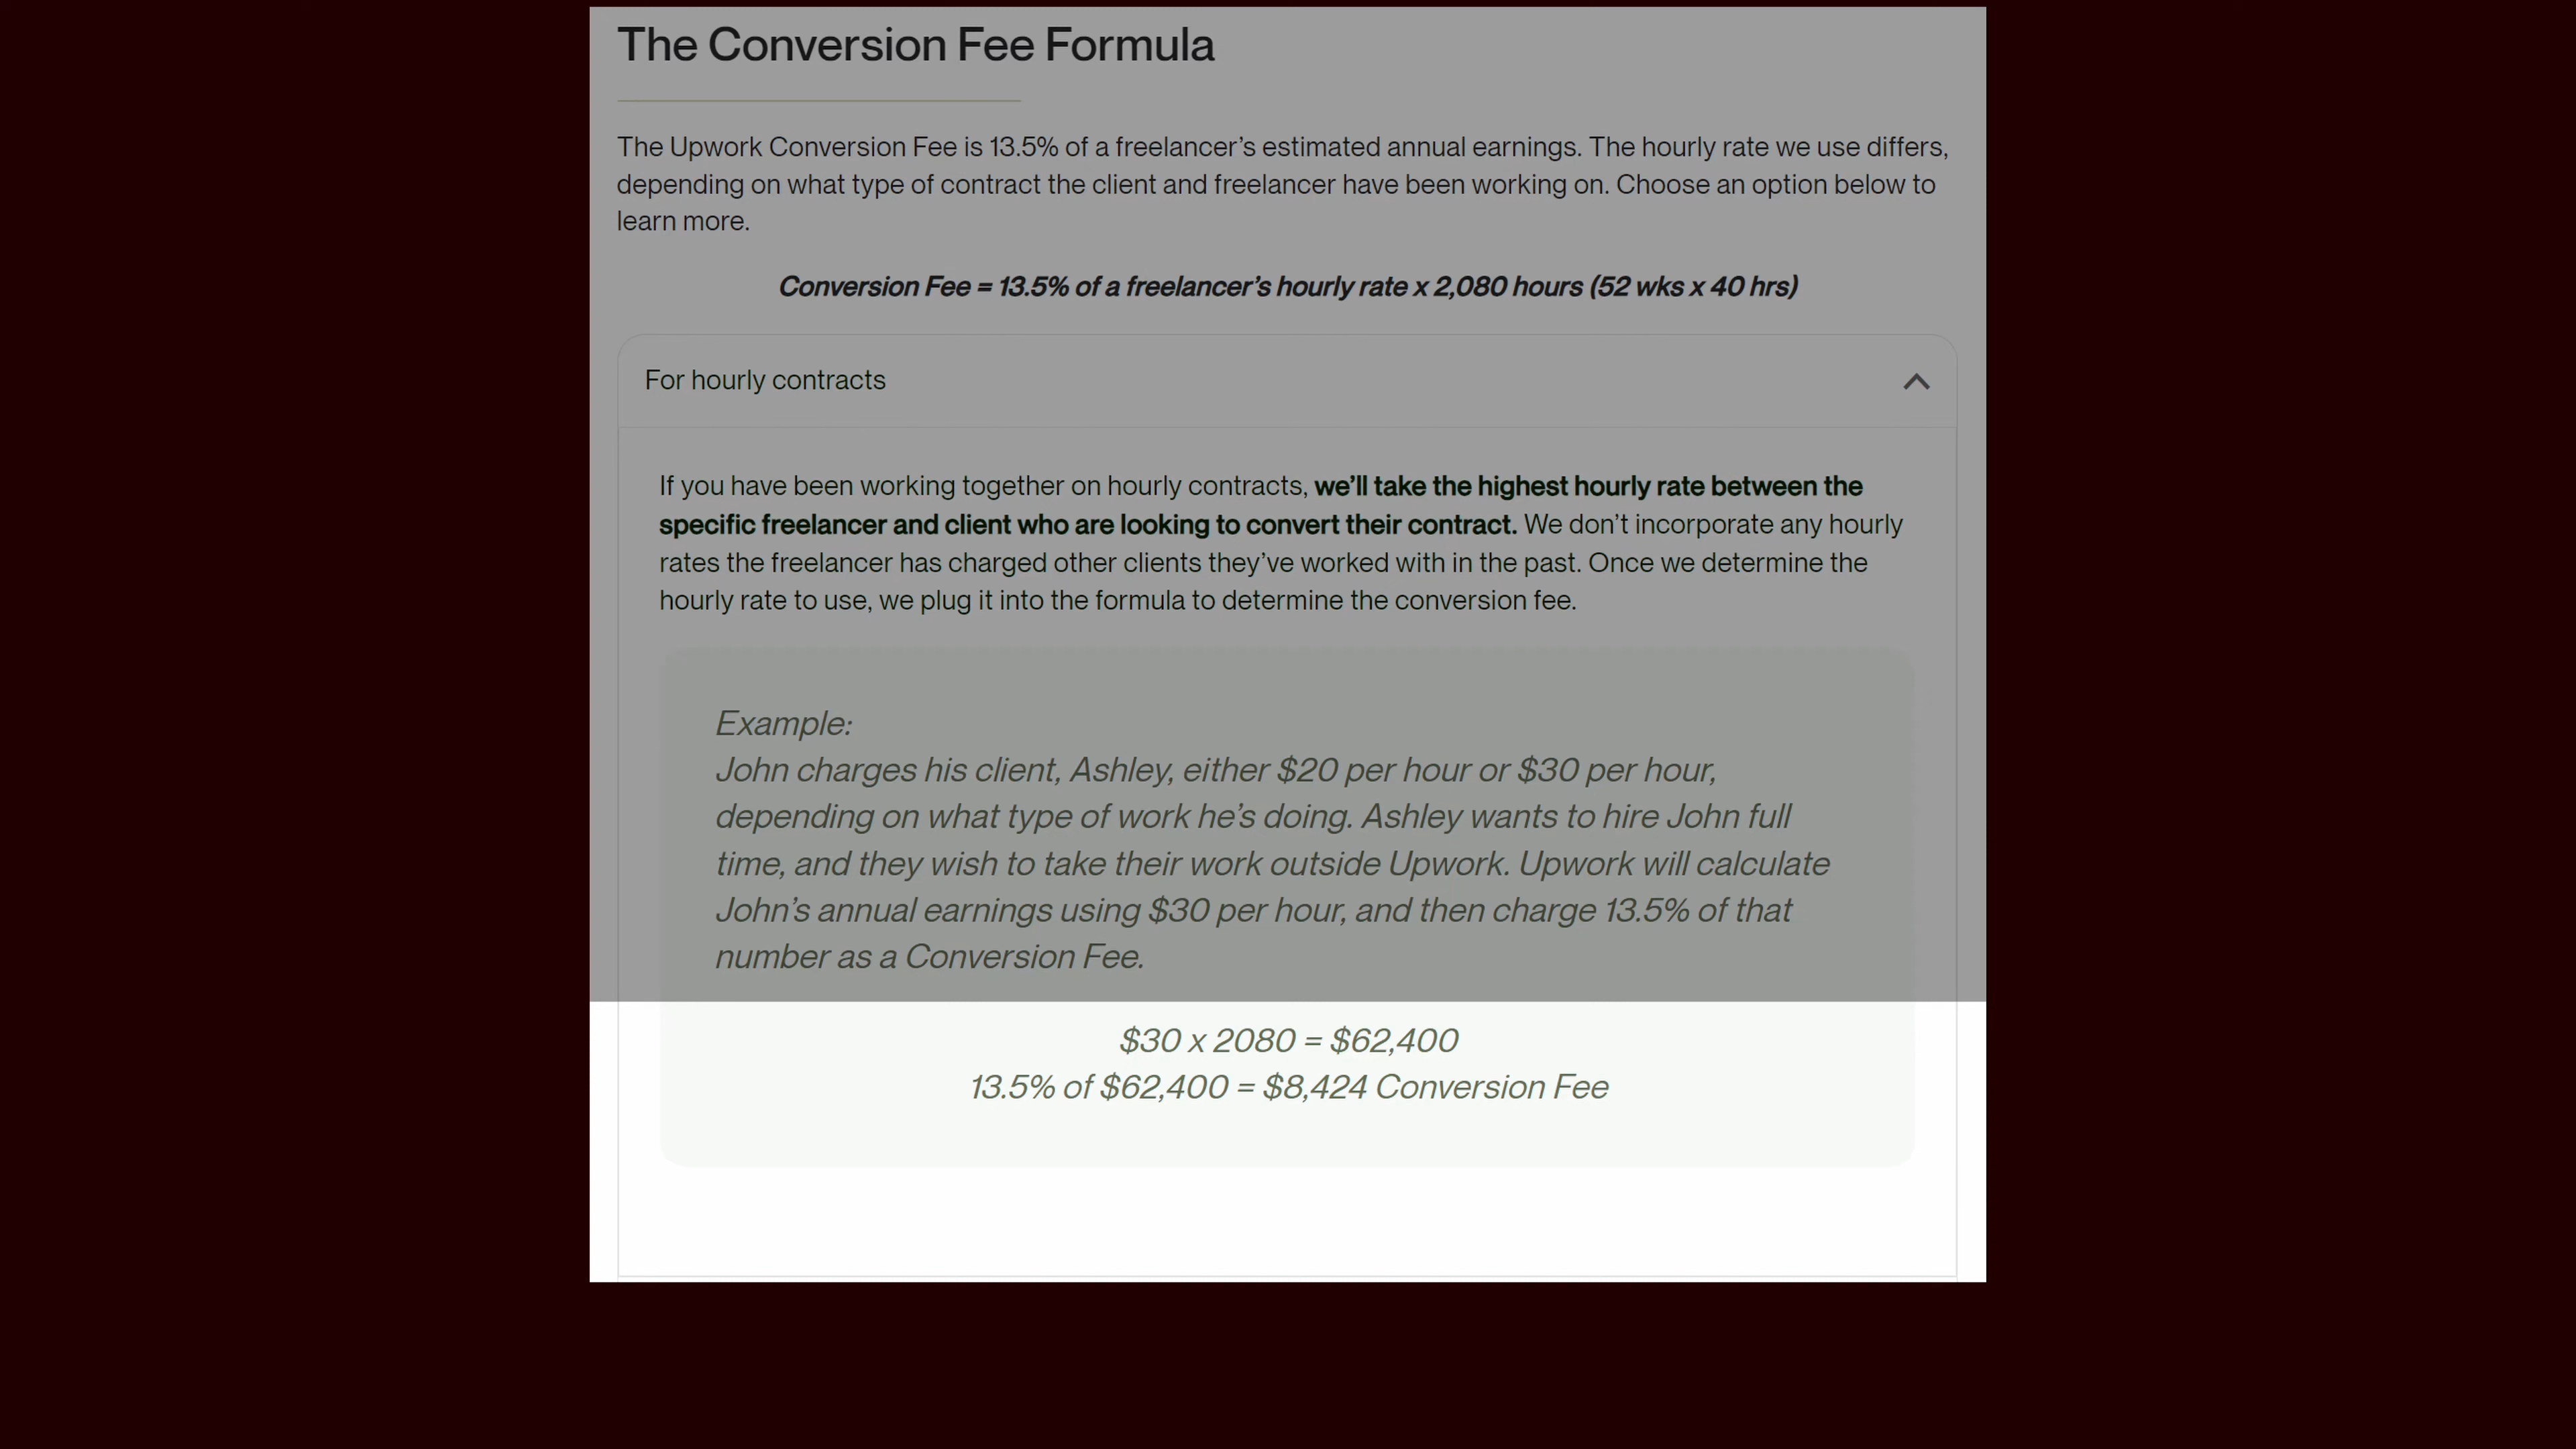 The Conversion Fee Formula
The Upwork Conversion Fee is 13.5% of a freelancer’s estimated annual earnings. The hourly rate we use differs,
depending on what type of contract the client and freelancer have been working on. Choose an option below to
learn more.
Conversion Fee = 13.5% of a freelancer’s hourly rate x 2,080 hours (52 wks x 40 hrs)
For hourly contracts
If you have been working together on hourly contracts, we’ll take the highest hourly rate between the
specific freelancer and client who are looking to convert their contract. We don’t incorporate any hourly
rates the freelancer has charged other clients they’ve worked with in the past. Once we determine the
hourly rate to use, we plug it into the formula to determine the conversion fee.
Example:
John charges his client, Ashley, either $20 per hour or $30 per hour,
depending on what type of work he’s doing. Ashley wants to hire John full
time, and they wish to take their work outside Upwork. Upwork will calculate
John’s annual earnings using $30 per hour, and then charge 13.5% of that
number as a Conversion Fee.
$30 x 2080 = $62,400
13.5% of $62,400 = $8,424 Conversion Fee